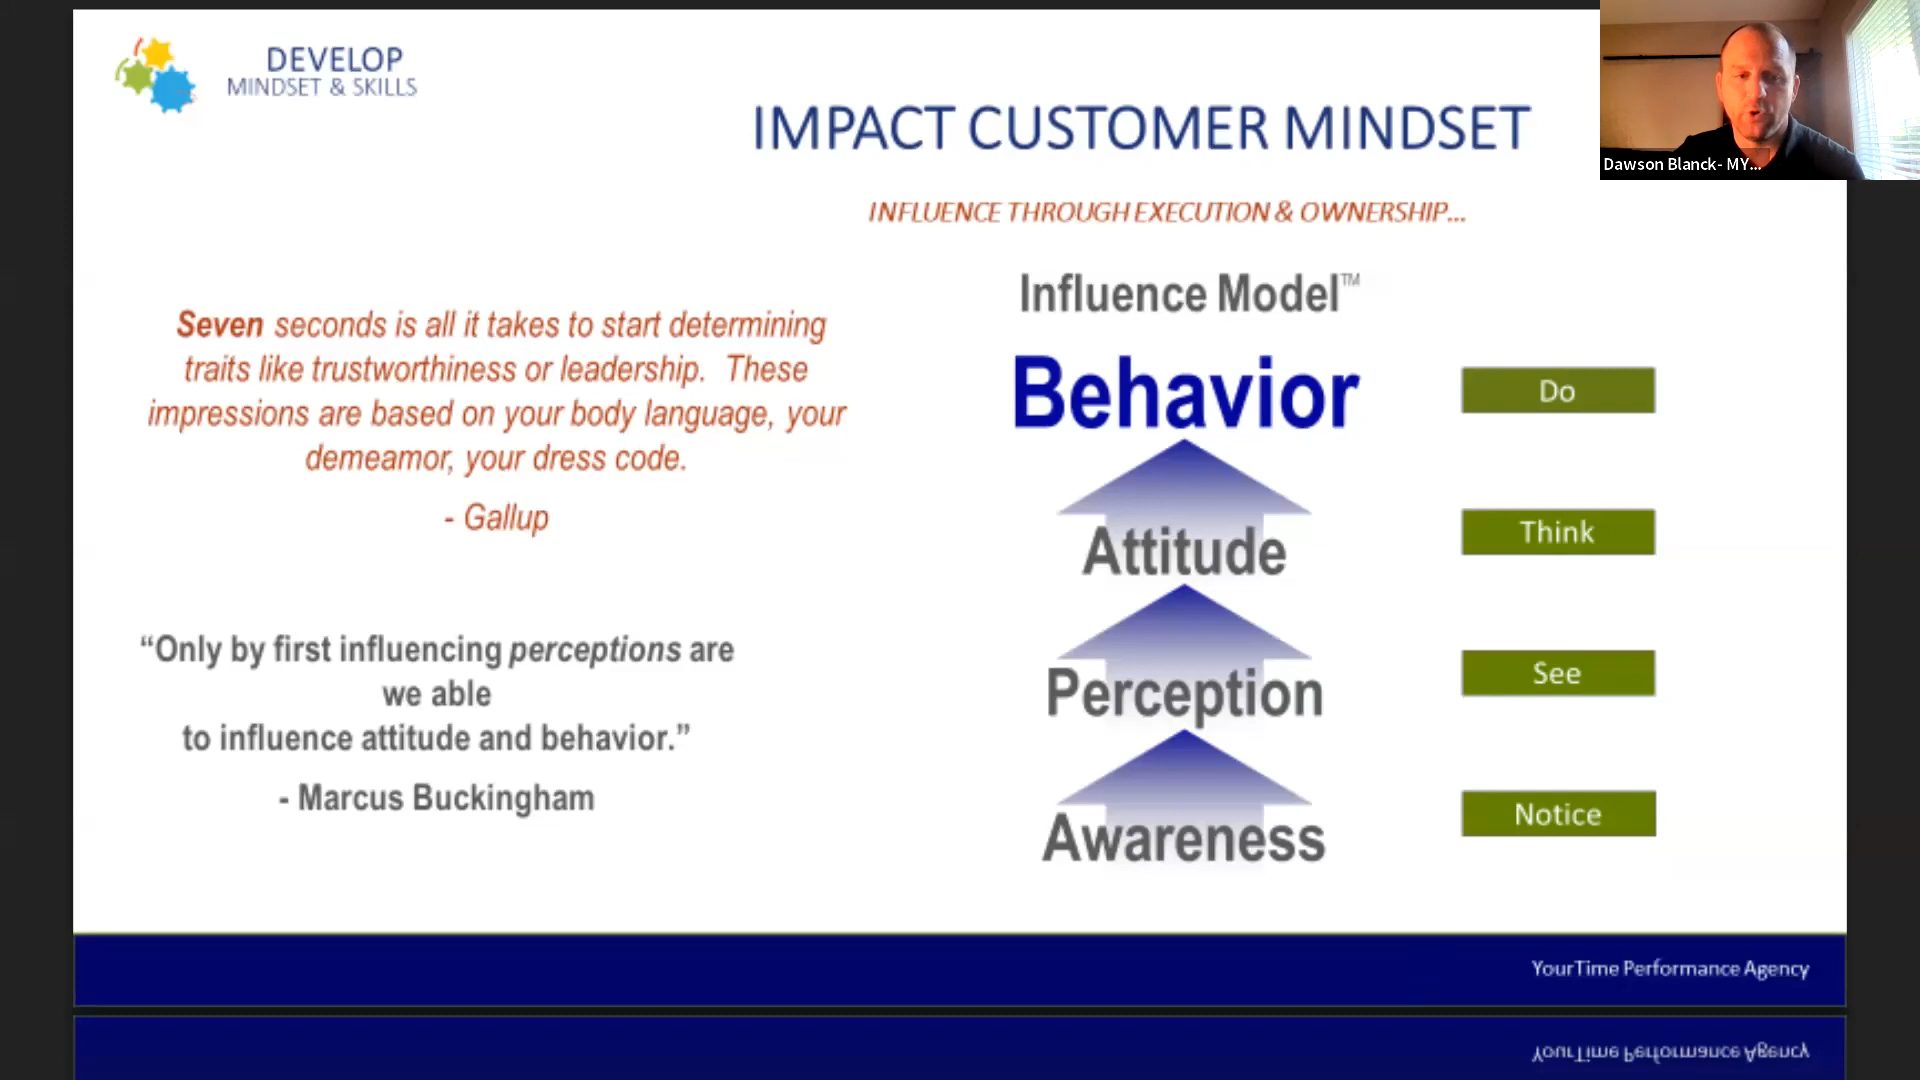 DEVELOP
MINDSET & SKILLS
IMPACT CUSTOMER MINDSET
INFLUENCE THROUGH EXECUTION & OWNERSHIP...
Dawson Blanck- MY...
Seven seconds is all it takes to start determining
traits like trustworthiness or leadership. These
impressions are based on your body language, your
demeamor, your dress code.
- Gallup
“Only by first influencing perceptions are
we able
to influence attitude and behavior.”
- Marcus Buckingham
Influence Model™
Behavior
Do
Attitude
Think
Perception
See
Awareness
Notice
YourTime Performance Agency
YourTime Performance Agency